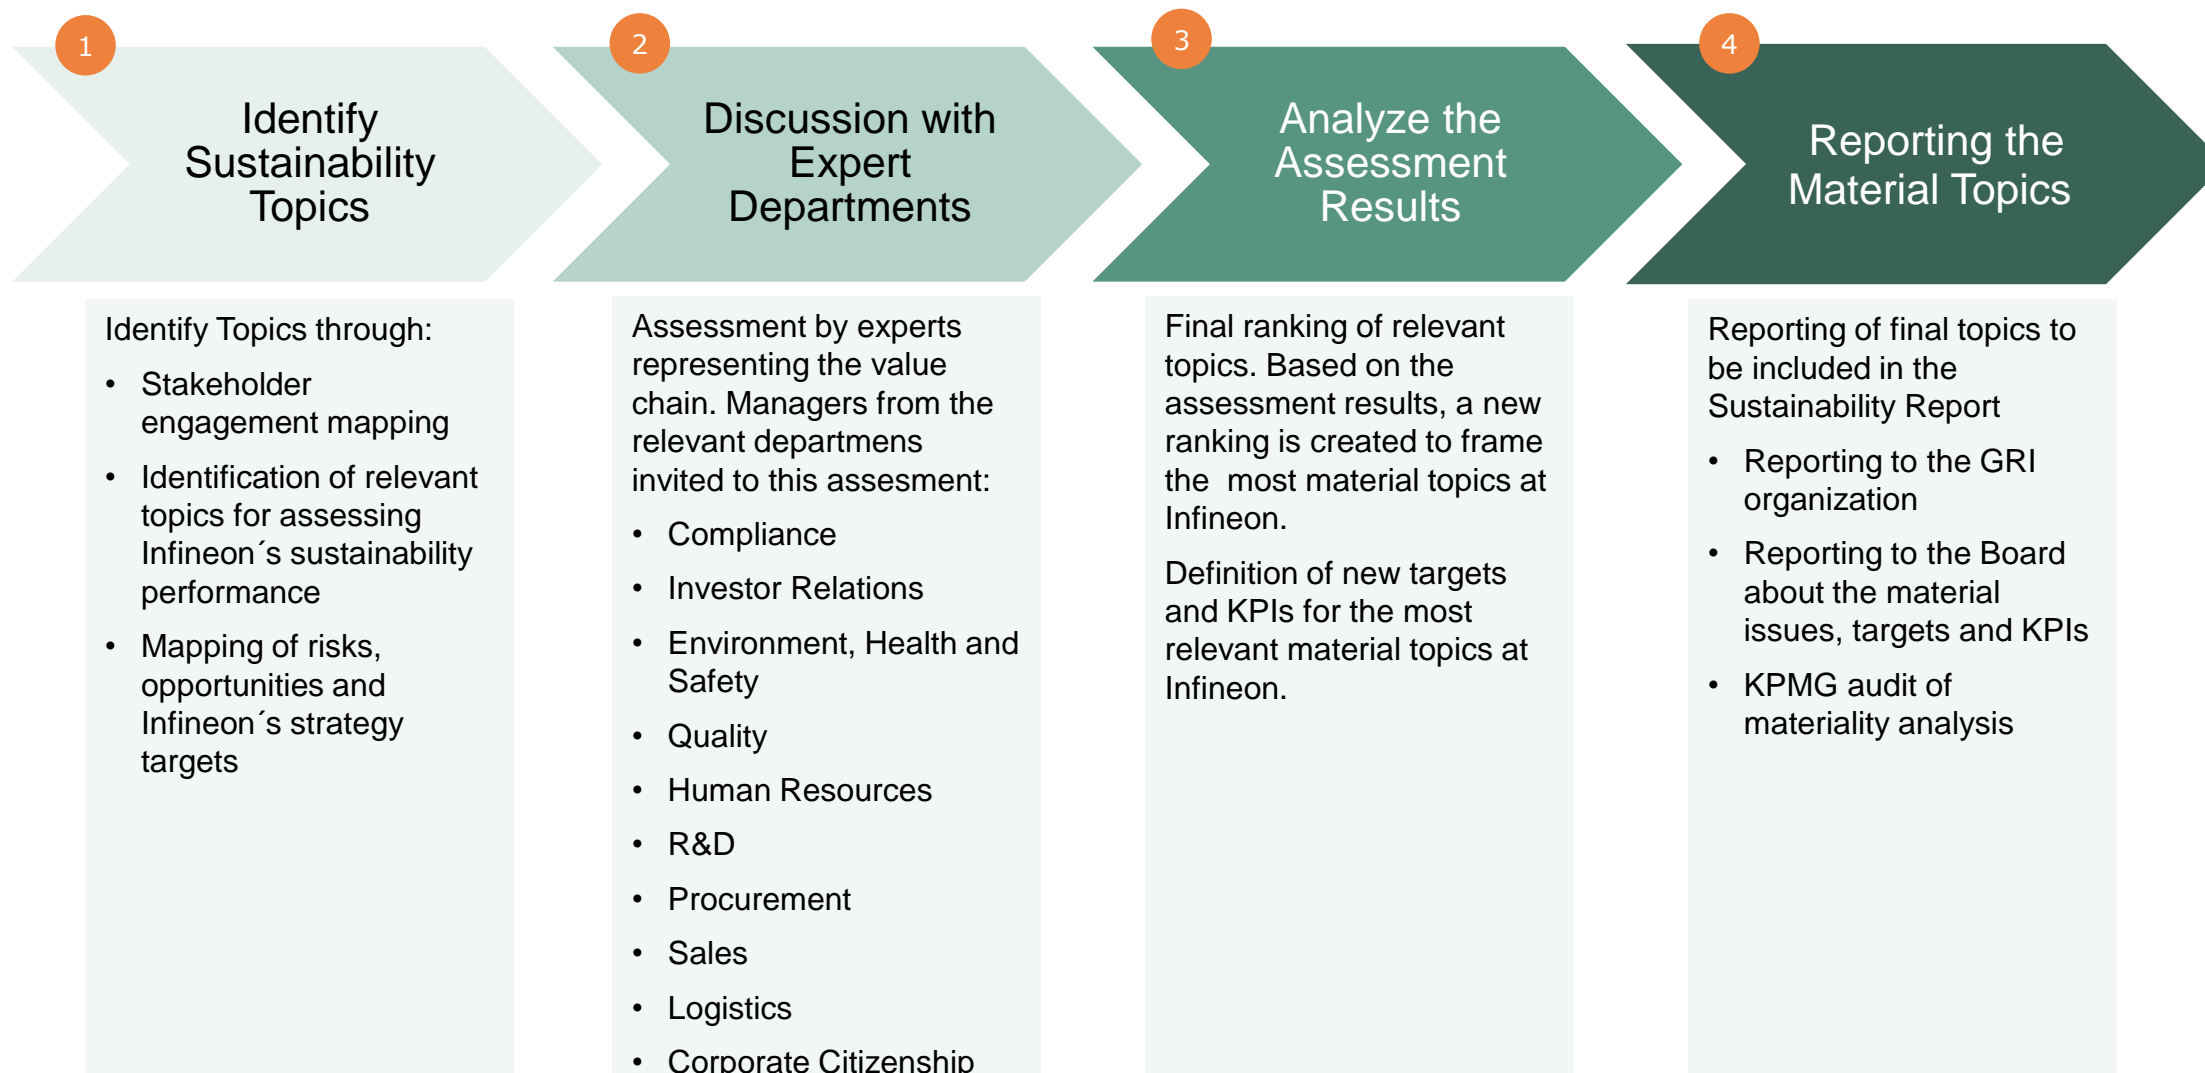 1
Identify
Sustainability
Topics
Identify Topics through:
• Stakeholder
engagement mapping
• Identification of relevant
topics for assessing
Infineon´s sustainability
performance
• Mapping of risks,
opportunities and
Infineon´s strategy
targets
2
Discussion with
Expert
Departments
Assessment by experts
representing the value
chain. Managers from the
relevant departmens
invited to this assesment:
• Compliance
• Investor Relations
• Environment, Health and
Safety
• Quality
• Human Resources
• R&D
• Procurement
• Sales
• Logistics
• Corporate Citizenship
3
Analyze the
Assessment
Results
Final ranking of relevant
topics. Based on the
assessment results, a new
ranking is created to frame
the  most material topics at
Infineon.
Definition of new targets
and KPIs for the most
relevant material topics at
Infineon.
4
Reporting the
Material Topics
Reporting of final topics to
be included in the
Sustainability Report
• Reporting to the GRI
organization
• Reporting to the Board
about the material
issues, targets and KPIs
• KPMG audit of
materiality analysis